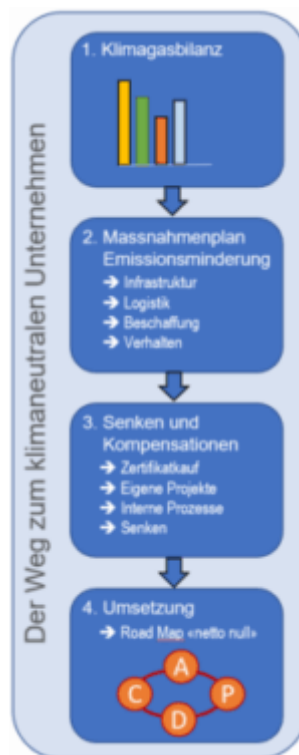 Der Weg zum klimaneutralen Unternehmen
1. Klimagasbilanz
2. Massnahmenplan
Emissionsminderung
→ Infrastruktur
→ Logistik
→ Beschaffung
→ Verhalten
3. Senken und
Kompensationen
→ Zertifikatkauf
→ Eigene Projekte
→ Interne Prozesse
→ Senken
4. Umsetzung
→ Road Map «netto null»
A
C P
D